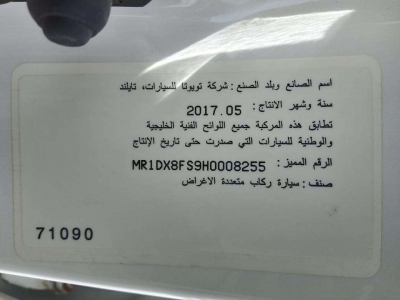 اسم الصانع وبلد الصنع : شركة تويوتا للسيارات، تايلند
سنة وشهر الانتاج : 2017.05
تطابق هذه المركبة جميع اللوائح الفنية الخليجية
والوطنية للسيارات التي صدرت حتى تاريخ الإنتاج
الرقم المميز : MR1DX8FS9H0008255
صنف : سيارة ركاب متعددة الاغراض
71090